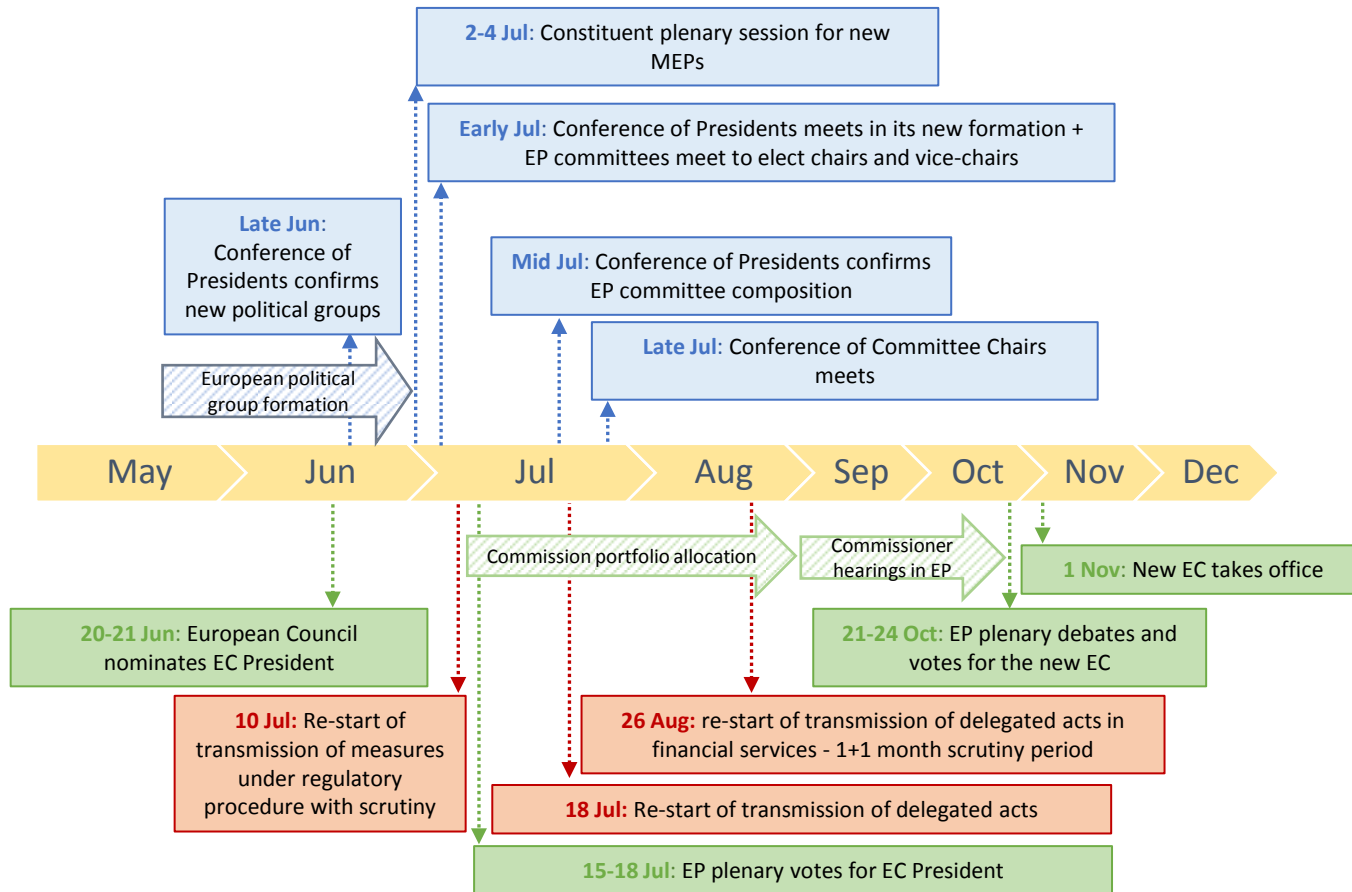 2-4 Jul: Constituent plenary session for new
MEPs
Early Jul: Conference of Presidents meets in its new formation +
EP committees meet to elect chairs and vice-chairs
Late Jun:
Conference of
Presidents confirms
new political groups
Mid Jul: Conference of Presidents confirms
EP committee composition
Late Jul: Conference of Committee Chairs
meets
European political
group formation
May Jun Jul Aug Sep Oct Nov Dec
Commission portfolio allocation
Commissioner
hearings in EP
1 Nov: New EC takes office
20-21 Jun: European Council
nominates EC President
21-24 Oct: EP plenary debates and
votes for the new EC
10 Jul: Re-start of
transmission of measures
under regulatory
procedure with scrutiny
26 Aug: re-start of transmission of delegated acts in
financial services - 1+1 month scrutiny period
18 Jul: Re-start of transmission of delegated acts
15-18 Jul: EP plenary votes for EC President